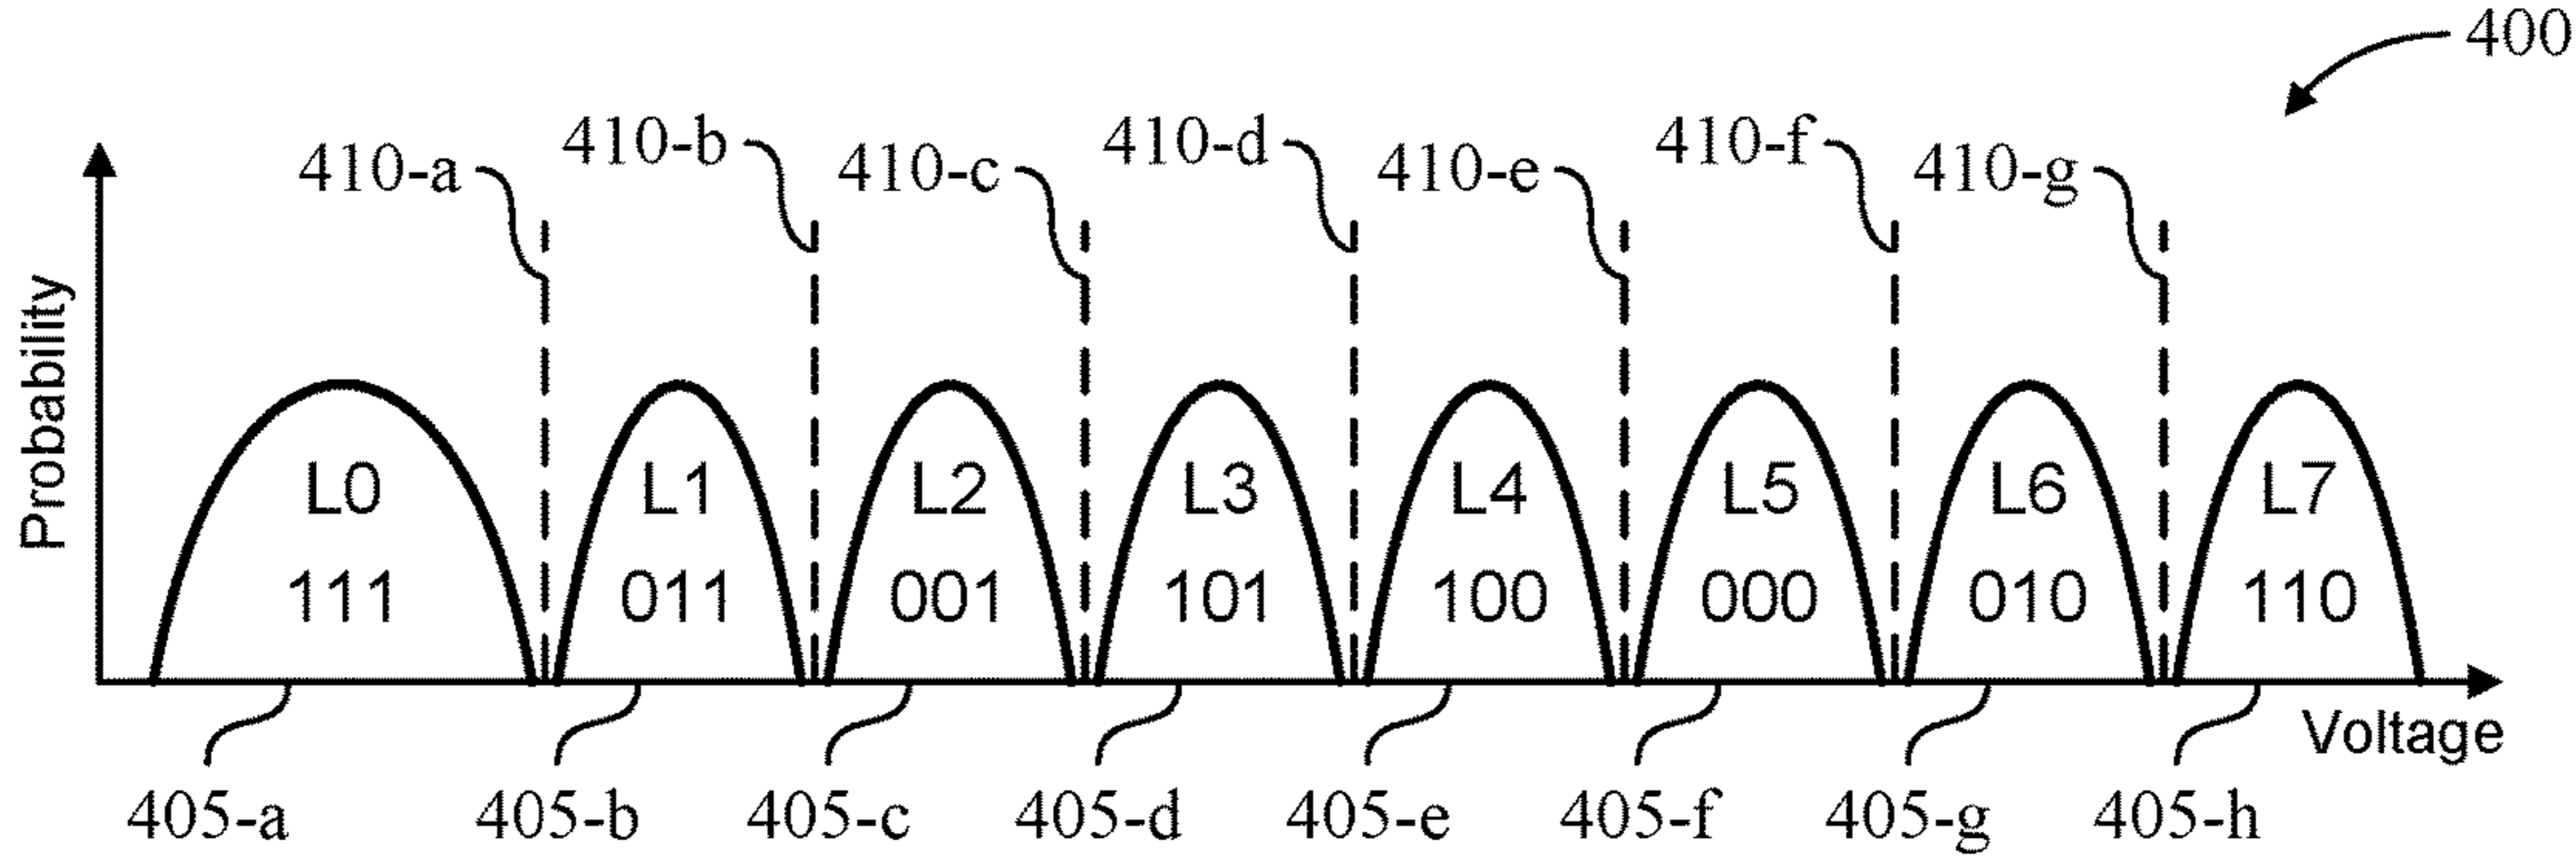 400
410-a
410-b
410-c
410-d
410-e
410-f
410-g
Probability
L0 L1 L2 L3 L4 L5 L6 L7
111 011 001 101 100 000 010 110
Voltage
405-a 405-b 405-c 405-d 405-e 405-f 405-g 405-h